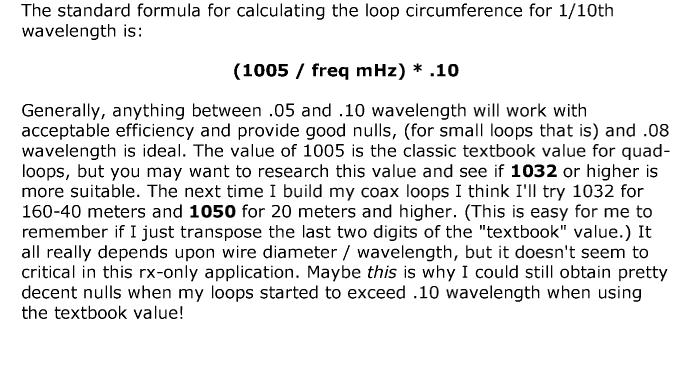 The standard formula for calculating the loop circumference for 1/10th
wavelength is:
(1005 / freq mHz) * .10
Generally, anything between .05 and .10 wavelength will work with
acceptable efficiency and provide good nulls, (for small loops that is) and .08
wavelength is ideal. The value of 1005 is the classic textbook value for quad-
loops, but you may want to research this value and see if 1032 or higher is
more suitable. The next time I build my coax loops I think I'll try 1032 for
160-40 meters and 1050 for 20 meters and higher. (This is easy for me to
remember if I just transpose the last two digits of the "textbook" value.) It
all really depends upon wire diameter / wavelength, but it doesn't seem to
critical in this rx-only application. Maybe this is why I could still obtain pretty
decent nulls when my loops started to exceed .10 wavelength when using
the textbook value!